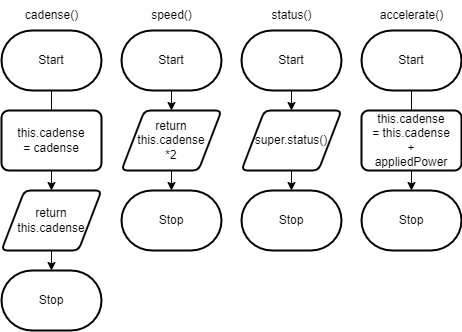 cadense()
Start
this.cadense
= cadense
return
this.cadense
Stop
speed()
Start
return
this.cadense
*2
Stop
status()
Start
super.status()
Stop
accelerate()
Start
this.cadense
= this.cadense
+
appliedPower
Stop